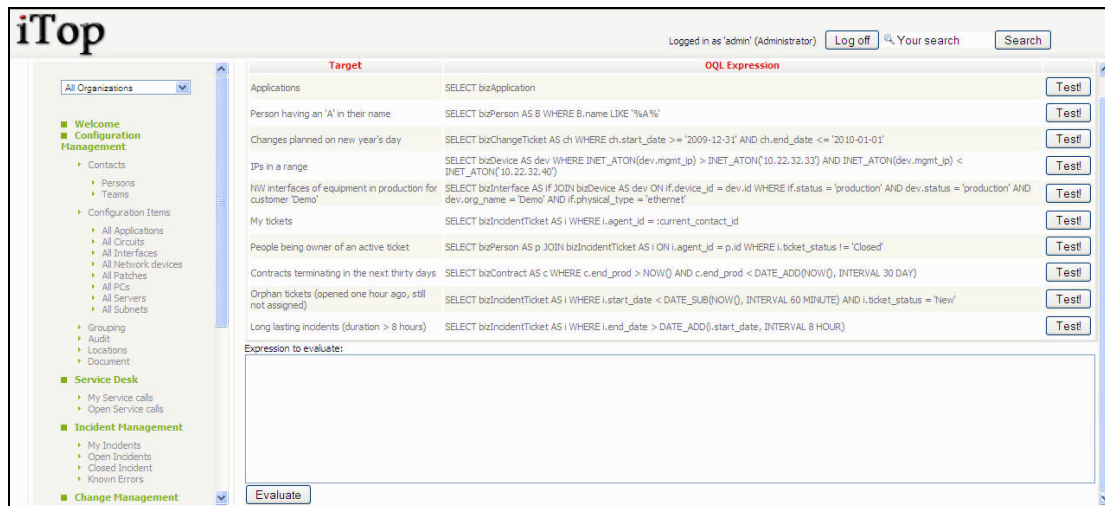 iTop
Logged in as 'admin' (Administrator) Log off Your search Search
All Organizations
Welcome
Configuration
Management
Contacts
Persons
Teams
Configuration Items
All Applications
All Circuits
All Interfaces
All Network devices
All Patches
All PCs
All Servers
All Subnets
Grouping
Audit
Locations
Document
Service Desk
My Service calls
Open Service calls
Incident Management
My Incidents
Open Incidents
Closed Incident
Known Errors
Change Management
Target OQL Expression
Applications SELECT bizApplication Test!
Person having an 'A' in their name SELECT bizPerson AS B WHERE B.name LIKE '%A%' Test!
Changes planned on new year's day SELECT bizChangeTicket AS ch WHERE ch.start_date >= '2009-12-31' AND ch.end_date <= '2010-01-01' Test!
IPs in a range SELECT bizDevice AS dev WHERE INET_ATON(dev.mgmt_ip) > INET_ATON('10.22.32.33') AND INET_ATON(dev.mgmt_ip) < Test!
INET_ATON('10.22.32.40')
NW interfaces of equipment in production for SELECT bizInterface AS if JOIN bizDevice AS dev ON if.device_id = dev.id WHERE if.status = 'production' AND dev.status = 'production' AND Test!
customer 'Demo' dev.org_name = 'Demo' AND if.physical_type = 'ethernet'
My tickets SELECT bizIncidentTicket AS i WHERE i.agent_id = :current_contact_id Test!
People being owner of an active ticket SELECT bizPerson AS p JOIN bizIncidentTicket AS i ON i.agent_id = p.id WHERE i.ticket_status != 'Closed' Test!
Contracts terminating in the next thirty days SELECT bizContract AS c WHERE c.end_prod > NOW() AND c.end_prod < DATE_ADD(NOW(), INTERVAL 30 DAY) Test!
Orphan tickets (opened one hour ago, still SELECT bizIncidentTicket AS i WHERE i.start_date < DATE_SUB(NOW(), INTERVAL 60 MINUTE) AND i.ticket_status = 'New' Test!
not assigned)
Long lasting incidents (duration > 8 hours) SELECT bizIncidentTicket AS i WHERE i.end_date > DATE_ADD(i.start_date, INTERVAL 8 HOUR) Test!
Expression to evaluate:
Evaluate